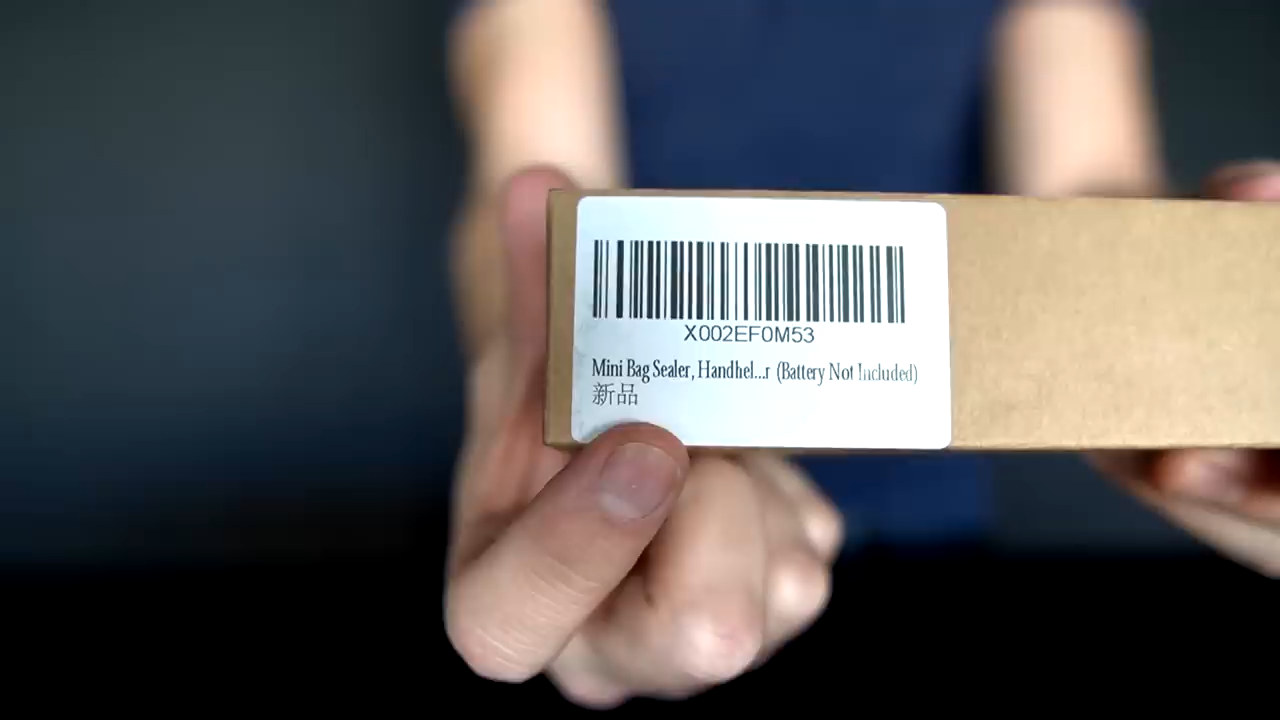 X002EF0M53
Mini Bag Sealer, Handhel...r (Battery Not Included)
新品